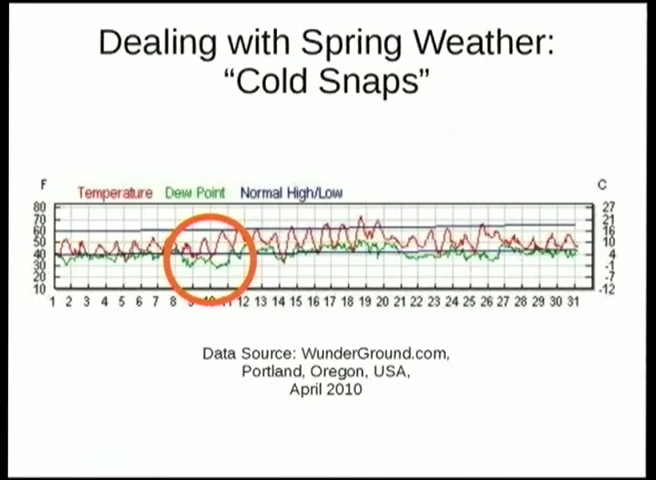 Dealing with Spring Weather:
“Cold Snaps”
F
C
Temperature Dew Point Normal High/Low
80 27
70 21
60 16
50 10
40 4
30 -1
20 -7
10 -12
1 2 3 4 5 6 7 8 9 10 11 12 13 14 15 16 17 18 19 20 21 22 23 24 25 26 27 28 29 30 31
Data Source: WunderGround.com,
Portland, Oregon, USA,
April 2010